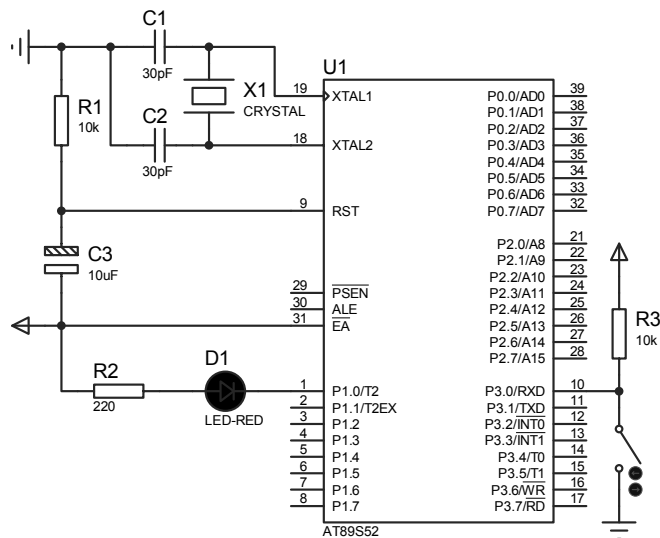 C1
30pF
R1
10k
C2
30pF
X1
CRYSTAL
C3
10uF
R2
220
D1
LED-RED
U1
19 XTAL1
18 XTAL2
9 RST
29 PSEN
30 ALE
31 EA
1 P1.0/T2
2 P1.1/T2EX
3 P1.2
4 P1.3
5 P1.4
6 P1.5
7 P1.6
8 P1.7
P0.0/AD0 39
P0.1/AD1 38
P0.2/AD2 37
P0.3/AD3 36
P0.4/AD4 35
P0.5/AD5 34
P0.6/AD6 33
P0.7/AD7 32
P2.0/A8 21
P2.1/A9 22
P2.2/A10 23
P2.3/A11 24
P2.4/A12 25
P2.5/A13 26
P2.6/A14 27
P2.7/A15 28
P3.0/RXD 10
P3.1/TXD 11
P3.2/INT0 12
P3.3/INT1 13
P3.4/T0 14
P3.5/T1 15
P3.6/WR 16
P3.7/RD 17
AT89S52
R3
10k